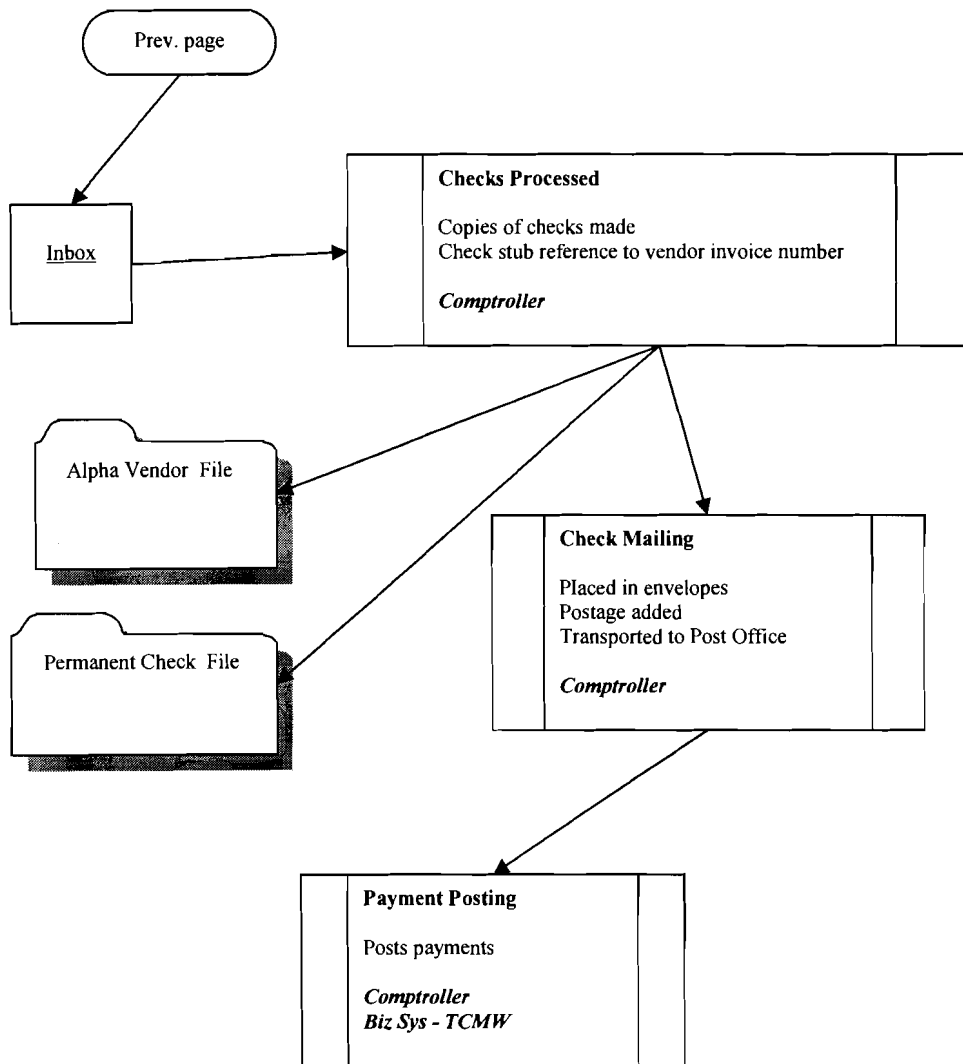 Prev. page
Checks Processed
Copies of checks made
Check stub reference to vendor invoice number
Comptroller
Inbox
Alpha Vendor File
Check Mailing
Placed in envelopes
Postage added
Transported to Post Office
Comptroller
Permanent Check File
Payment Posting
Posts payments
Comptroller
Biz Sys - TCMW